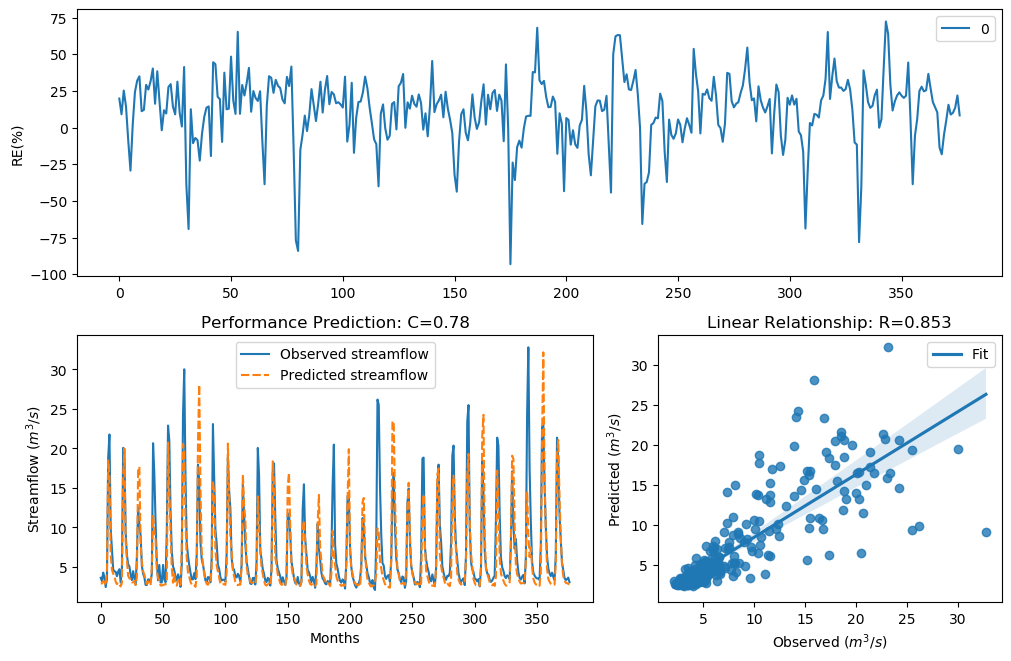 75
50
25
0
−25
−50
−75
−100
RE(%)
0
0 50 100 150 200 250 300 350
Performance Prediction: C=0.78
Observed streamflow
Predicted streamflow
30
25
20
15
10
5
Streamflow (m³/s)
0 50 100 150 200 250 300 350
Months
Linear Relationship: R=0.853
Fit
30
25
20
15
10
5
Predicted (m³/s)
5 10 15 20 25 30
Observed (m³/s)